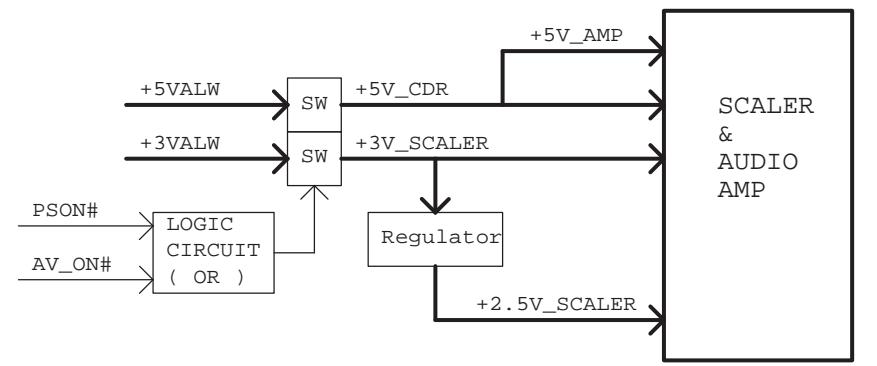 +5V_AMP
+5VALW
SW
+5V_CDR
+3VALW
SW
+3V_SCALER
SCALER
&
AUDIO
AMP
PSON#
AV_ON#
LOGIC
CIRCUIT
( OR )
Regulator
+2.5V_SCALER